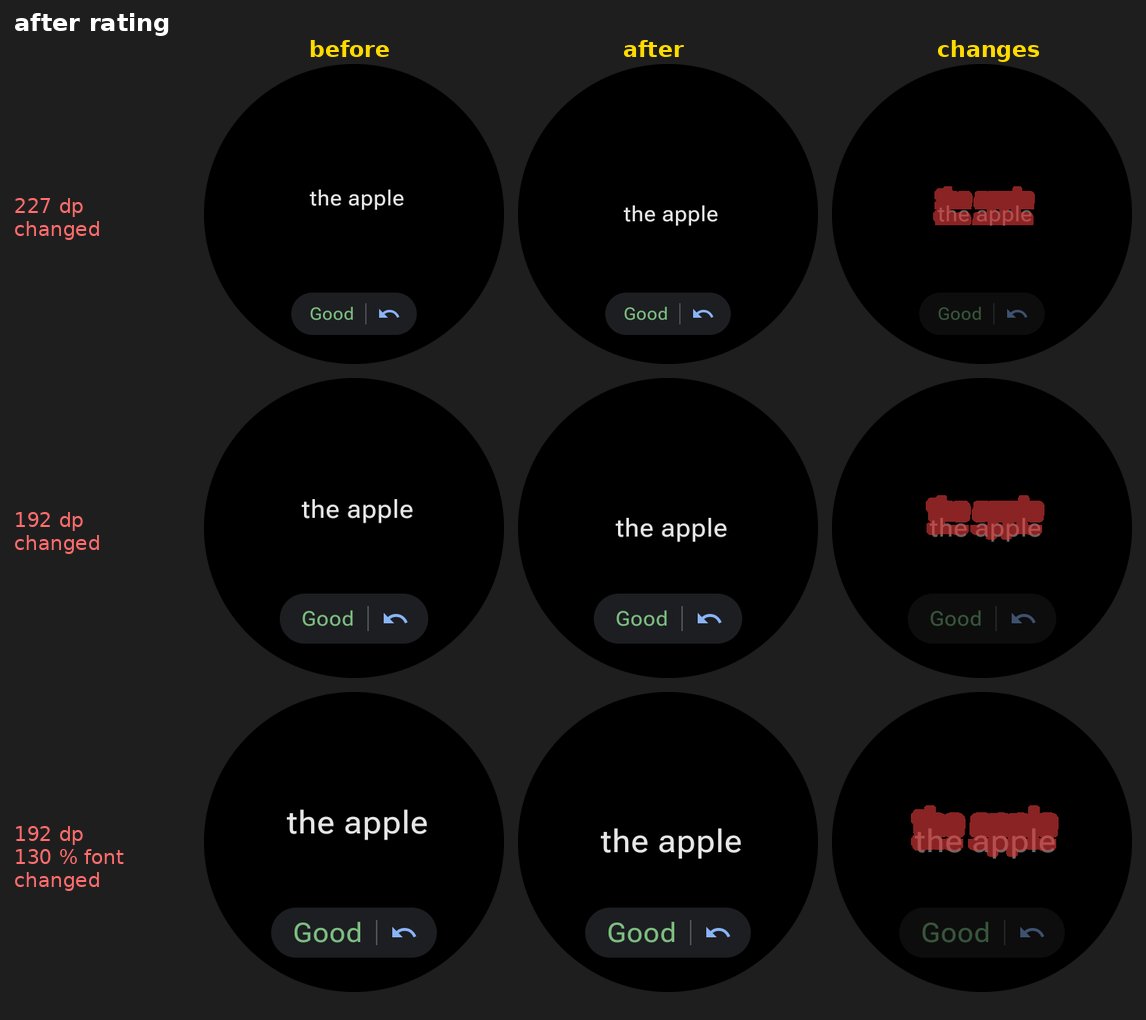 after rating
before after changes
227 dp
changed
the apple
Good
the apple
Good
the apple
Good
192 dp
changed
the apple
Good
the apple
Good
the apple
Good
192 dp
130 % font
changed
the apple
Good
the apple
Good
the apple
Good